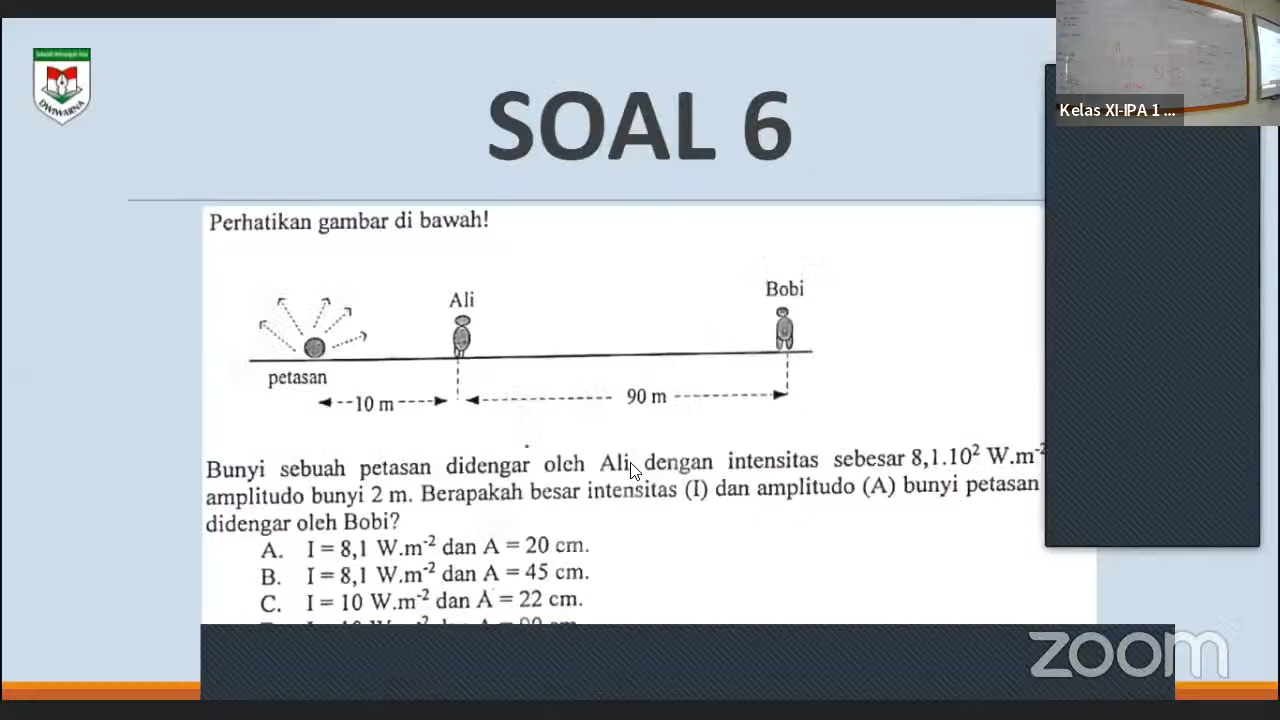 DWIWARNA
Kelas XI-IPA 1 ...
SOAL 6
Perhatikan gambar di bawah!
Ali
Bobi
petasan
10 m
90 m
Bunyi sebuah petasan didengar oleh Ali dengan intensitas sebesar 8,1.10² W.m⁻²
amplitudo bunyi 2 m. Berapakah besar intensitas (I) dan amplitudo (A) bunyi petasan
didengar oleh Bobi?
A. I = 8,1 W.m⁻² dan A = 20 cm.
B. I = 8,1 W.m⁻² dan A = 45 cm.
C. I = 10 W.m⁻² dan A = 22 cm.
zoom